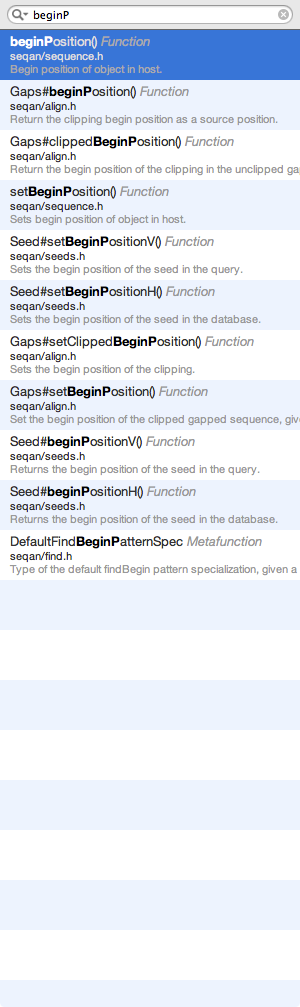 beginP
beginPosition() Function
seqan/sequence.h
Begin position of object in host.
Gaps#beginPosition() Function
seqan/align.h
Return the clipping begin position as a source position.
Gaps#clippedBeginPosition() Function
seqan/align.h
Return the begin position of the clipping in the unclipped ga
setBeginPosition() Function
seqan/sequence.h
Sets begin position of object in host.
Seed#setBeginPositionV() Function
seqan/seeds.h
Sets the begin position of the seed in the query.
Seed#setBeginPositionH() Function
seqan/seeds.h
Sets the begin position of the seed in the database.
Gaps#setClippedBeginPosition() Function
seqan/align.h
Sets the begin position of the clipping.
Gaps#setBeginPosition() Function
seqan/align.h
Set the begin position of the clipped gapped sequence, give
Seed#beginPositionV() Function
seqan/seeds.h
Returns the begin position of the seed in the query.
Seed#beginPositionH() Function
seqan/seeds.h
Returns the begin position of the seed in the database.
DefaultFindBeginPatternSpec Metafunction
seqan/find.h
Type of the default findBegin pattern specialization, given a